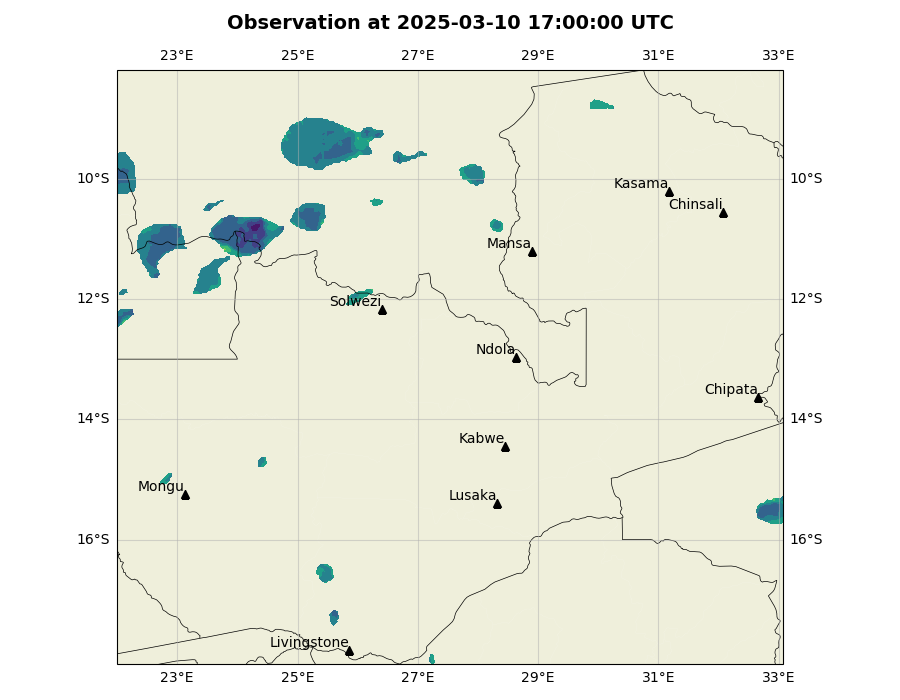 Observation at 2025-03-10 17:00:00 UTC
23°E 25°E 27°E 29°E 31°E 33°E
10°S 10°S
Kasama
Chinsali
Mansa
12°S 12°S
Solwezi
Ndola
Chipata
14°S 14°S
Kabwe
Mongu
Lusaka
16°S 16°S
Livingstone
23°E 25°E 27°E 29°E 31°E 33°E